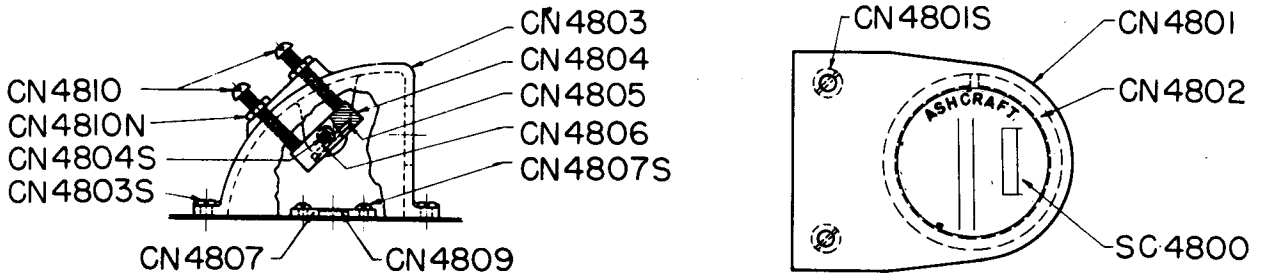 CN4810
CN4810N
CN4804S
CN4803S
CN4807
CN4809
CN4803
CN4804
CN4805
CN4806
CN4807S
CN4801S
CN4801
CN4802
ASHCRAFT
SC4800